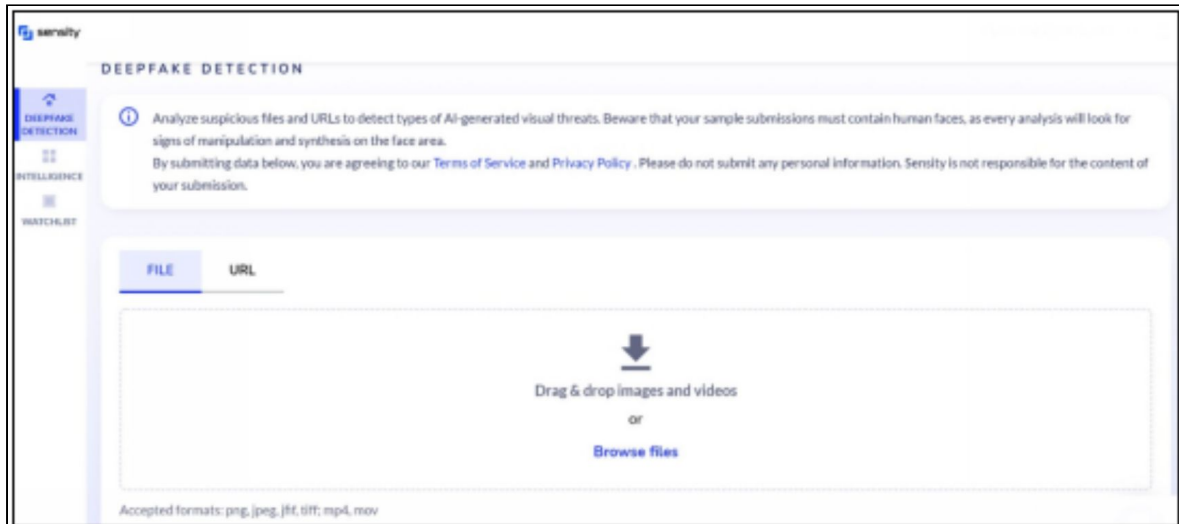 sensity
DEEPFAKE DETECTION
DEEPFAKE
DETECTION
INTELLIGENCE
WATCHLIST
Analyze suspicious files and URLs to detect types of AI-generated visual threats. Beware that your sample submissions must contain human faces, as every analysis will look for
signs of manipulation and synthesis on the face area.
By submitting data below, you are agreeing to our Terms of Service and Privacy Policy . Please do not submit any personal information. Sensity is not responsible for the content of
your submission.
FILE URL
Drag & drop images and videos
or
Browse files
Accepted formats: png, jpeg, jfif, tiff; mp4, mov